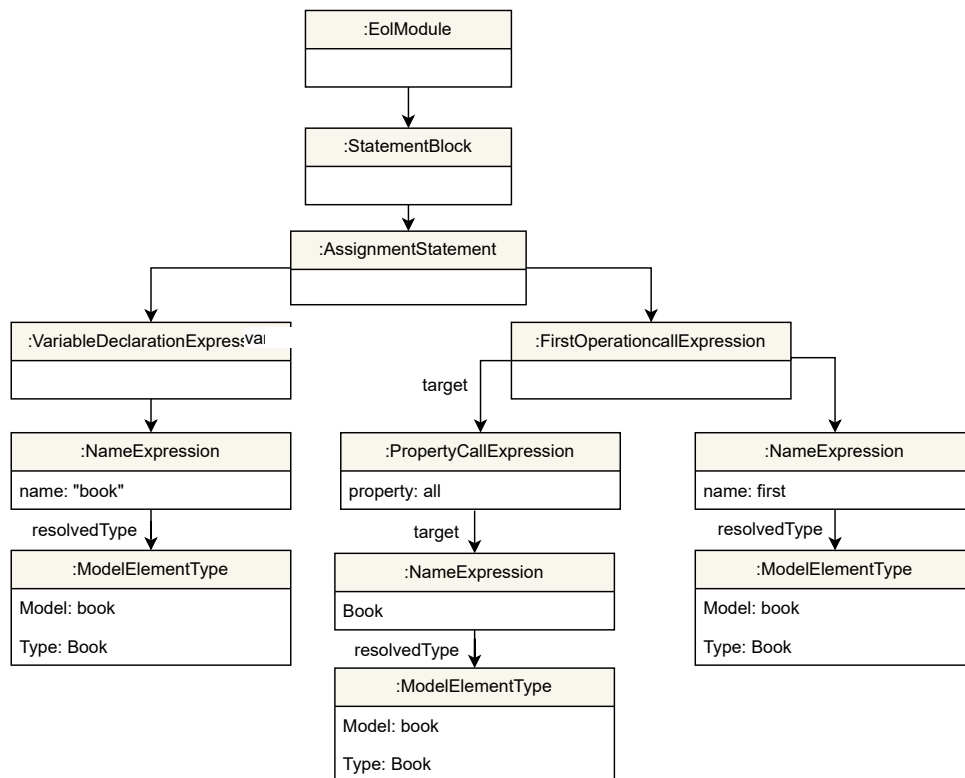 :EolModule
:StatementBlock
:AssignmentStatement
:VariableDeclarationExpress
:FirstOperationcallExpression
target
:NameExpression
name: "book"
:PropertyCallExpression
property: all
:NameExpression
name: first
resolvedType
target
resolvedType
:ModelElementType
Model: book
Type: Book
:NameExpression
Book
:ModelElementType
Model: book
Type: Book
resolvedType
:ModelElementType
Model: book
Type: Book